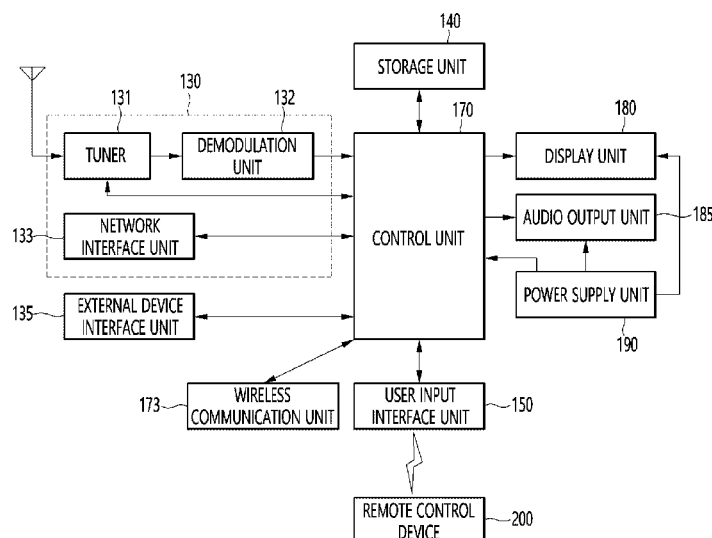 140
STORAGE UNIT
130
131
132
170
180
TUNER
DEMODULATION
UNIT
DISPLAY UNIT
AUDIO OUTPUT UNIT
185
133
NETWORK
INTERFACE UNIT
CONTROL UNIT
POWER SUPPLY UNIT
190
135
EXTERNAL DEVICE
INTERFACE UNIT
173
WIRELESS
COMMUNICATION UNIT
USER INPUT
INTERFACE UNIT
150
REMOTE CONTROL
DEVICE
200